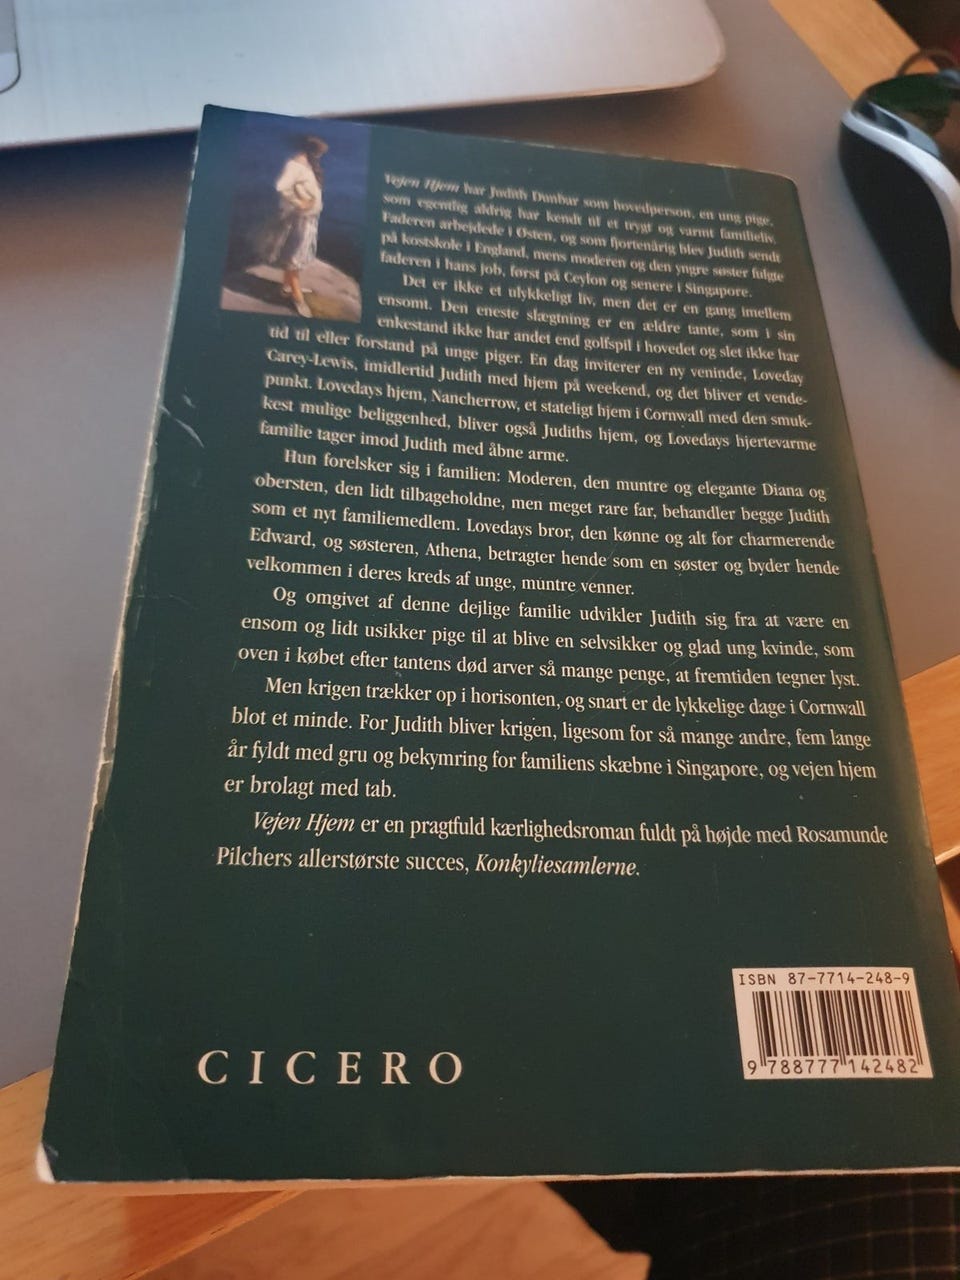 Vejen Hjem har Judith Dunbar som hovedperson, en ung pige,
som egentlig aldrig har kendt til et trygt og varmt familieliv.
Faderen arbejdede i Østen, og som fjortenårig blev Judith sendt
på kostskole i England, mens moderen og den yngre søster fulgte
faderen i hans job, først på Ceylon og senere i Singapore.
Det er ikke et ulykkeligt liv, men det er en gang imellem
ensomt. Den eneste slægtning er en ældre tante, som i sin
enkestand ikke har andet end golfspil i hovedet og slet ikke har
tid til eller forstand på unge piger. En dag inviterer en ny veninde, Loveday
Carey-Lewis, imidlertid Judith med hjem på weekend, og det bliver et vende-
punkt. Lovedays hjem, Nancherrow, et stateligt hjem i Cornwall med den smuk-
kest mulige beliggenhed, bliver også Judiths hjem, og Lovedays hjertevarme
familie tager imod Judith med åbne arme.
Hun forelsker sig i familien: Moderen, den muntre og elegante Diana og
obersten, den lidt tilbageholdne, men meget rare far, behandler begge Judith
som et nyt familiemedlem. Lovedays bror, den kønne og alt for charmerende
Edward, og søsteren, Athena, betragter hende som en søster og byder hende
velkommen i deres kreds af unge, muntre venner.
Og omgivet af denne dejlige familie udvikler Judith sig fra at være en
ensom og lidt usikker pige til at blive en selvsikker og glad ung kvinde, som
oven i købet efter tantens død arver så mange penge, at fremtiden tegner lyst.
Men krigen trækker op i horisonten, og snart er de lykkelige dage i Cornwall
blot et minde. For Judith bliver krigen, ligesom for så mange andre, fem lange
år fyldt med gru og bekymring for familiens skæbne i Singapore, og vejen hjem
er brolagt med tab.
Vejen Hjem er en pragtfuld kærlighedsroman fuldt på højde med Rosamunde
Pilchers allerstørste succes, Konkyliesamlerne.
ISBN 87-7714-248-9
9 788777 142482
CICERO